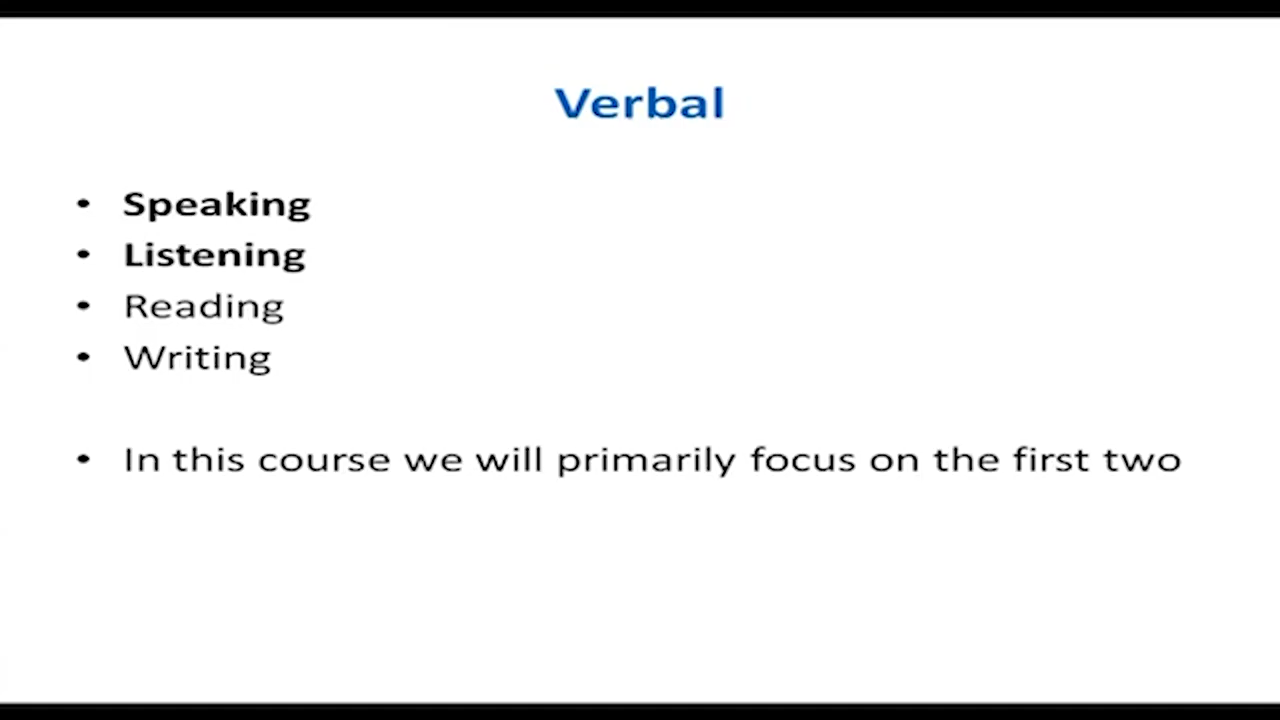 Verbal
• Speaking
• Listening
• Reading
• Writing
• In this course we will primarily focus on the first two